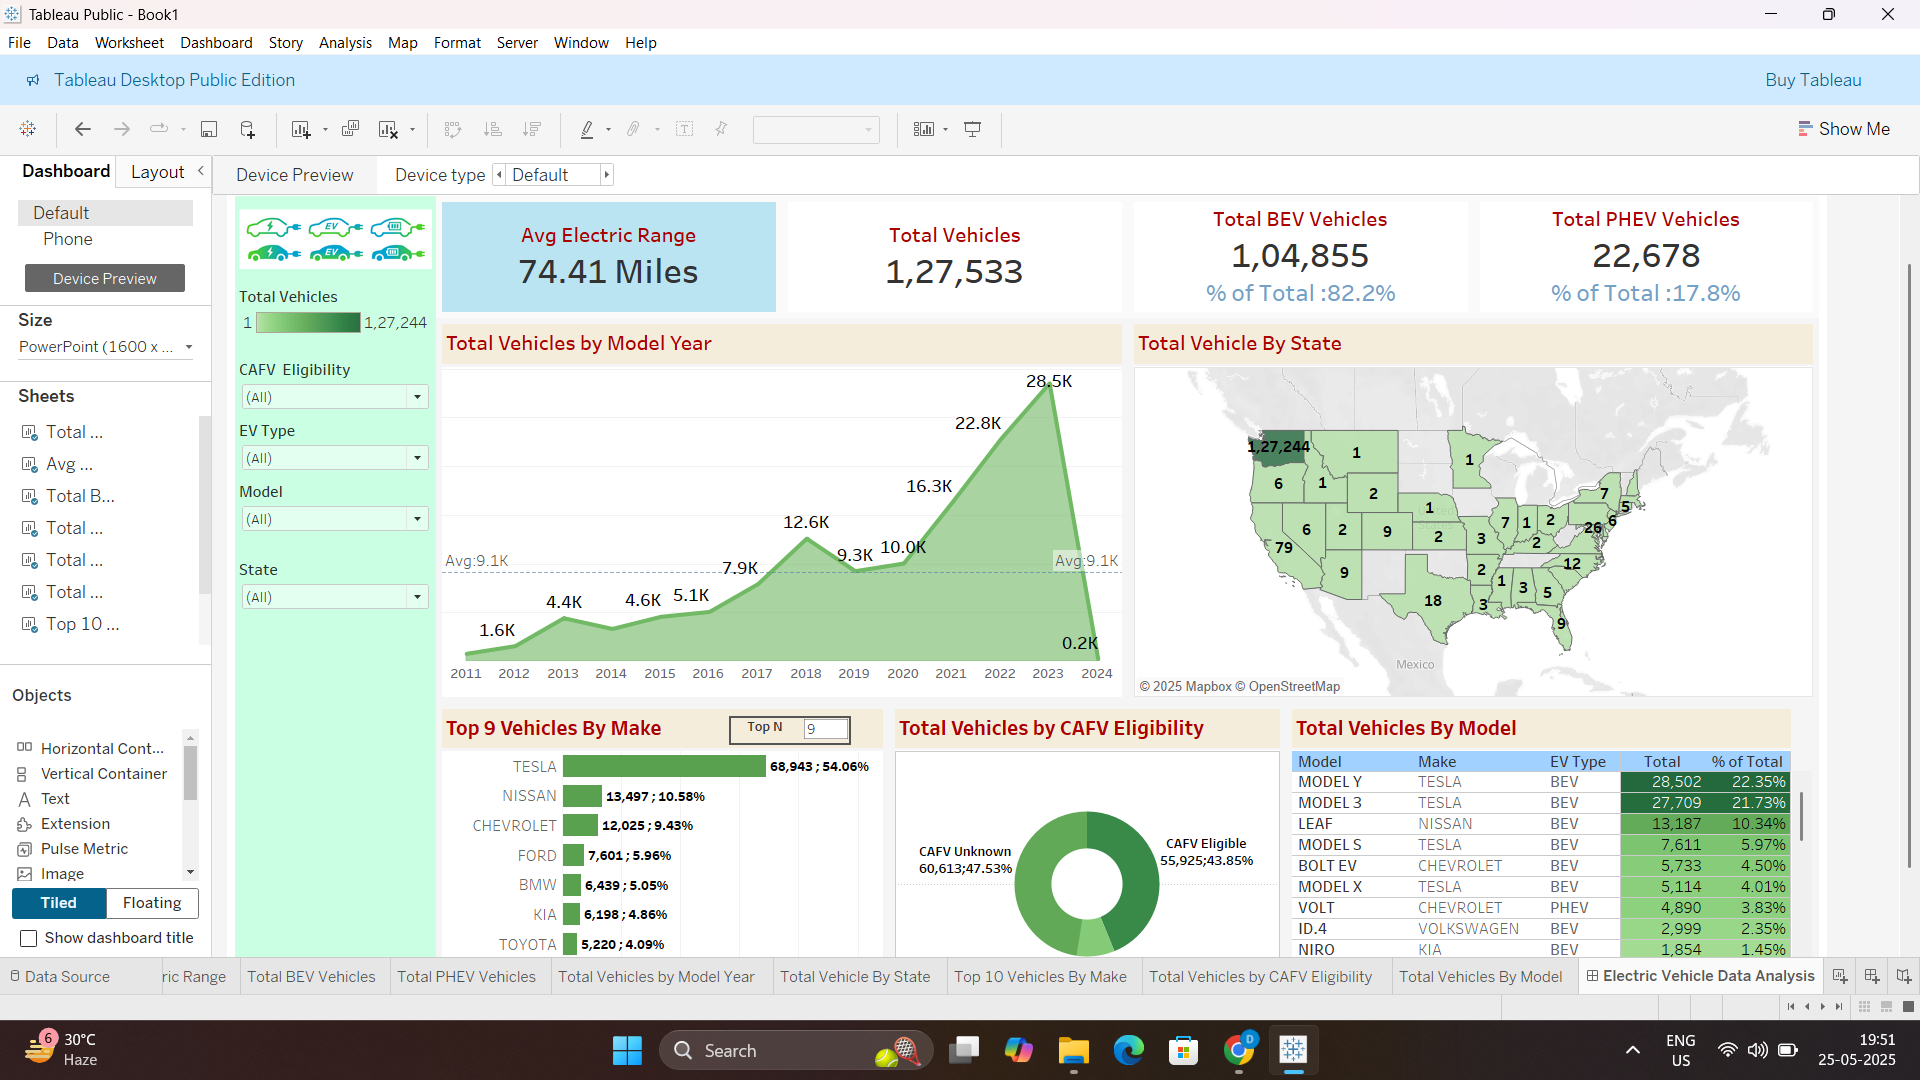 Tableau Public - Book1
File Data Worksheet Dashboard Story Analysis Map Format Server Window Help
Tableau Desktop Public Edition
Buy Tableau
Show Me
Dashboard
Layout
Device Preview
Device type
Default
Default
Phone
Device Preview
Size
PowerPoint (1600 x ...
Sheets
Total ...
Avg ...
Total B...
Total ...
Total ...
Total ...
Top 10 ...
Objects
Horizontal Cont...
Vertical Container
Text
Extension
Pulse Metric
Image
Tiled
Floating
Show dashboard title
EV
EV
Total Vehicles
1
1,27,244
CAFV Eligibility
(All)
EV Type
(All)
Model
(All)
State
(All)
Avg Electric Range
74.41 Miles
Total Vehicles
1,27,533
Total BEV Vehicles
1,04,855
% of Total :82.2%
Total PHEV Vehicles
22,678
% of Total :17.8%
Total Vehicles by Model Year
28.5K
22.8K
16.3K
12.6K
9.3K
10.0K
Avg:9.1K
Avg:9.1K
7.9K
4.4K
4.6K
5.1K
1.6K
0.2K
2011 2012 2013 2014 2015 2016 2017 2018 2019 2020 2021 2022 2023 2024
Total Vehicle By State
1,27,244
1
1
6
1
2
7
1
5
6
2
9
2
3
7
1
2
26
6
79
2
9
2
12
18
3
1
3
5
9
Mexico
© 2025 Mapbox © OpenStreetMap
Top 9 Vehicles By Make
Top N
9
TESLA 68,943 ; 54.06%
NISSAN 13,497 ; 10.58%
CHEVROLET 12,025 ; 9.43%
FORD 7,601 ; 5.96%
BMW 6,439 ; 5.05%
KIA 6,198 ; 4.86%
TOYOTA 5,220 ; 4.09%
Total Vehicles by CAFV Eligibility
CAFV Unknown
60,613;47.53%
CAFV Eligible
55,925;43.85%
Total Vehicles By Model
Model Make EV Type Total % of Total
MODEL Y TESLA BEV 28,502 22.35%
MODEL 3 TESLA BEV 27,709 21.73%
LEAF NISSAN BEV 13,187 10.34%
MODEL S TESLA BEV 7,611 5.97%
BOLT EV CHEVROLET BEV 5,733 4.50%
MODEL X TESLA BEV 5,114 4.01%
VOLT CHEVROLET PHEV 4,890 3.83%
ID.4 VOLKSWAGEN BEV 2,999 2.35%
NIRO KIA BEV 1,854 1.45%
Data Source
ric Range
Total BEV Vehicles
Total PHEV Vehicles
Total Vehicles by Model Year
Total Vehicle By State
Top 10 Vehicles By Make
Total Vehicles by CAFV Eligibility
Total Vehicles By Model
Electric Vehicle Data Analysis
6
30°C
Haze
Search
D
ENG
US
19:51
25-05-2025